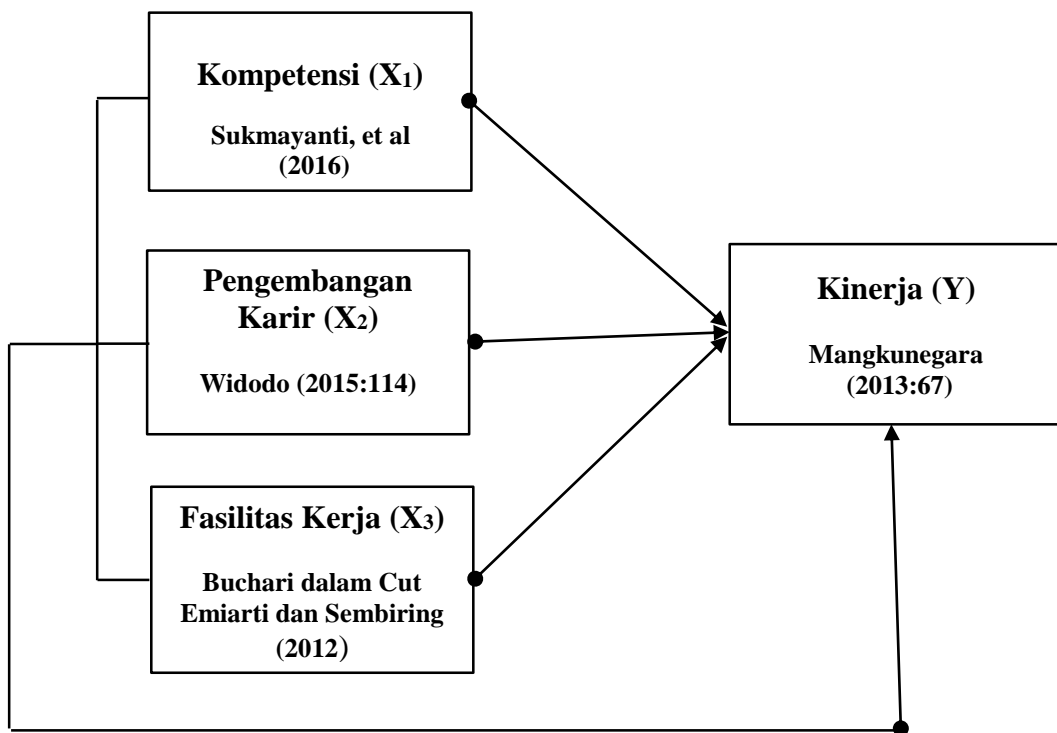 Kompetensi (X₁)
Sukmayanti, et al
(2016)
Pengembangan
Karir (X₂)
Widodo (2015:114)
Fasilitas Kerja (X₃)
Buchari dalam Cut
Emiarti dan Sembiring
(2012)
Kinerja (Y)
Mangkunegara
(2013:67)